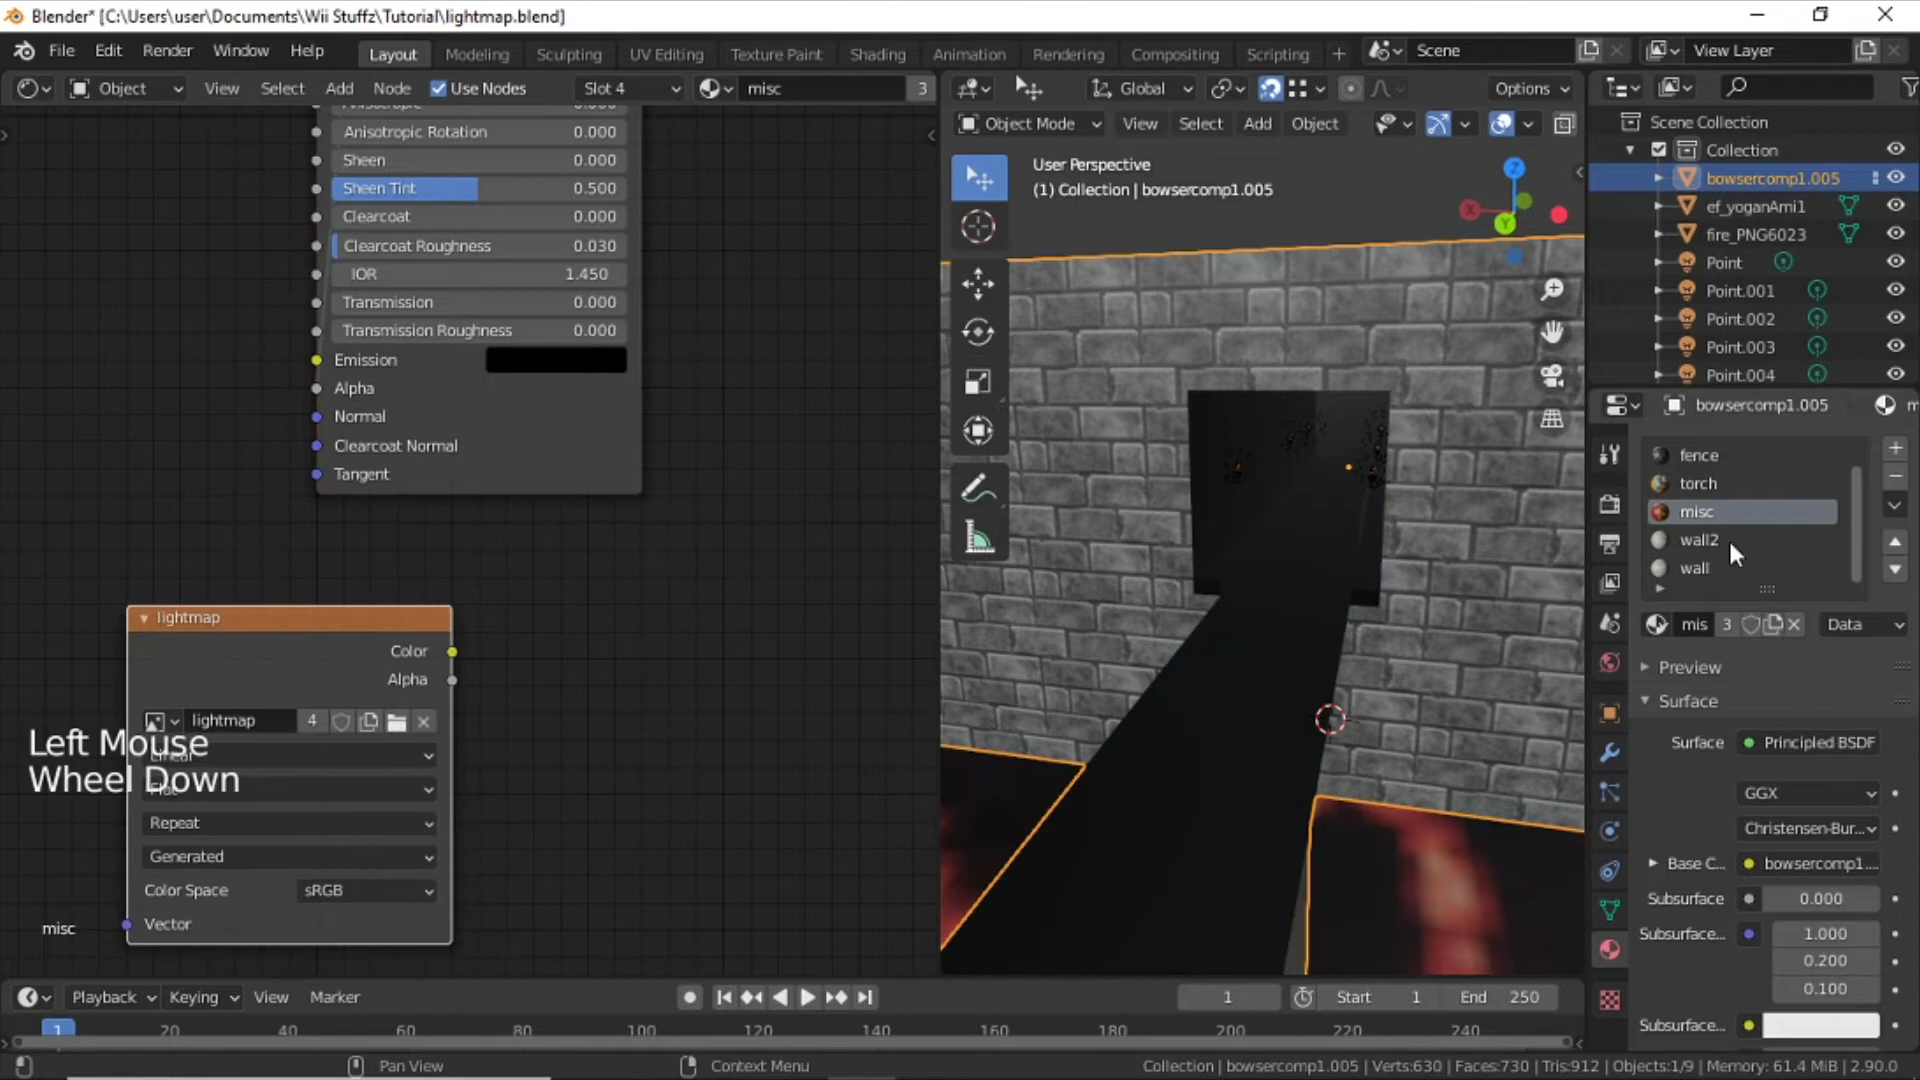 Blender* [C:\Users\user\Documents\Wii Stuffz\Tutorial\lightmap.blend]
File Edit Render Window Help Layout Modeling Sculpting UV Editing Texture Paint Shading Animation Rendering Compositing Scripting + Scene View Layer
Object View Select Add Node Use Nodes Slot 4 misc 3 Global Options
Object Mode View Select Add Object
User Perspective
(1) Collection | bowsercomp1.005
Z
X
Y
Anisotropic Rotation 0.000
Sheen 0.000
Sheen Tint 0.500
Clearcoat 0.000
Clearcoat Roughness 0.030
IOR 1.450
Transmission 0.000
Transmission Roughness 0.000
Emission
Alpha
Normal
Clearcoat Normal
Tangent
lightmap
Color
Alpha
lightmap 4
Linear
Flat
Repeat
Generated
Color Space sRGB
Vector
misc
Left Mouse
Wheel Down
Scene Collection
Collection
bowsercomp1.005
ef_yoganAmi1
fire_PNG6023
Point
Point.001
Point.002
Point.003
Point.004
bowsercomp1.005 m
fence
torch
misc
wall2
wall
mis 3 Data
Preview
Surface
Surface Principled BSDF
GGX
Christensen-Bur...
Base C... bowsercomp1....
Subsurface 0.000
Subsurface... 1.000
0.200
0.100
Subsurface...
Playback Keying View Marker 1 Start 1 End 250
1 20 40 60 80 100 120 140 160 180 200 220 240
Pan View Context Menu Collection | bowsercomp1.005 | Verts:630 | Faces:730 | Tris:912 | Objects:1/9 | Memory: 61.4 MiB | 2.90.0